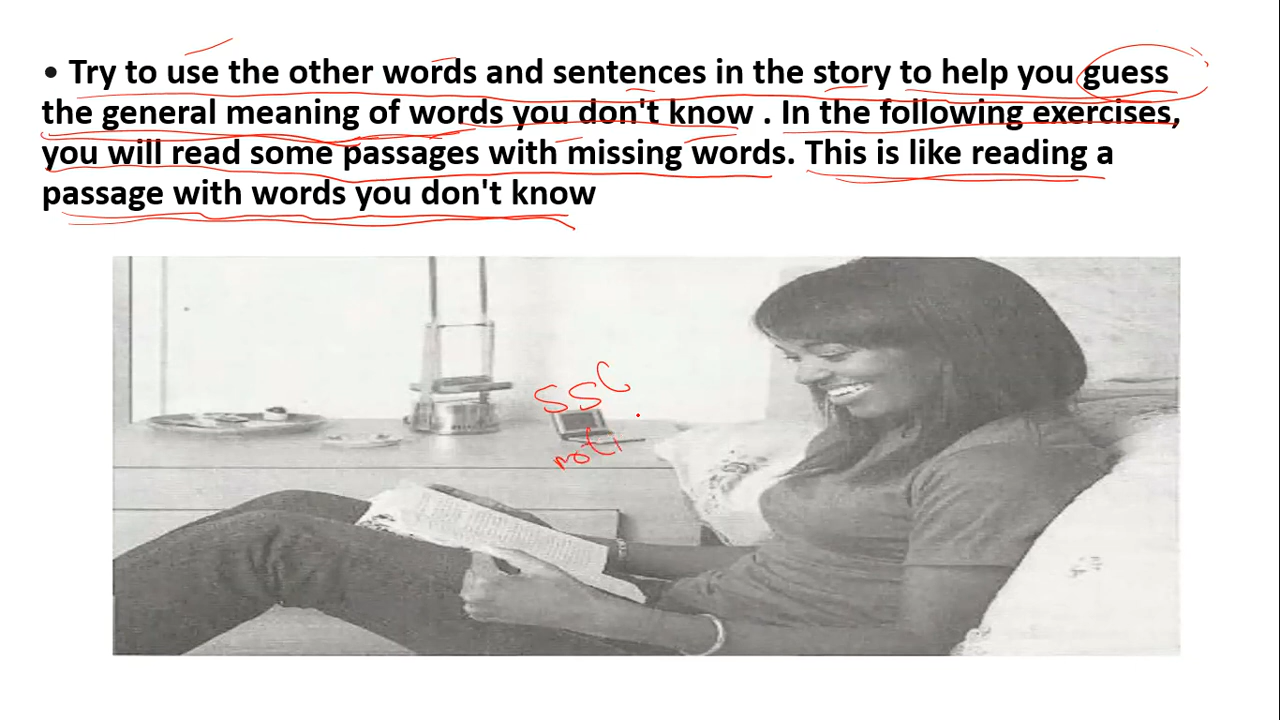 • Try to use the other words and sentences in the story to help you guess
the general meaning of words you don't know . In the following exercises,
you will read some passages with missing words. This is like reading a
passage with words you don't know
SSC
moti